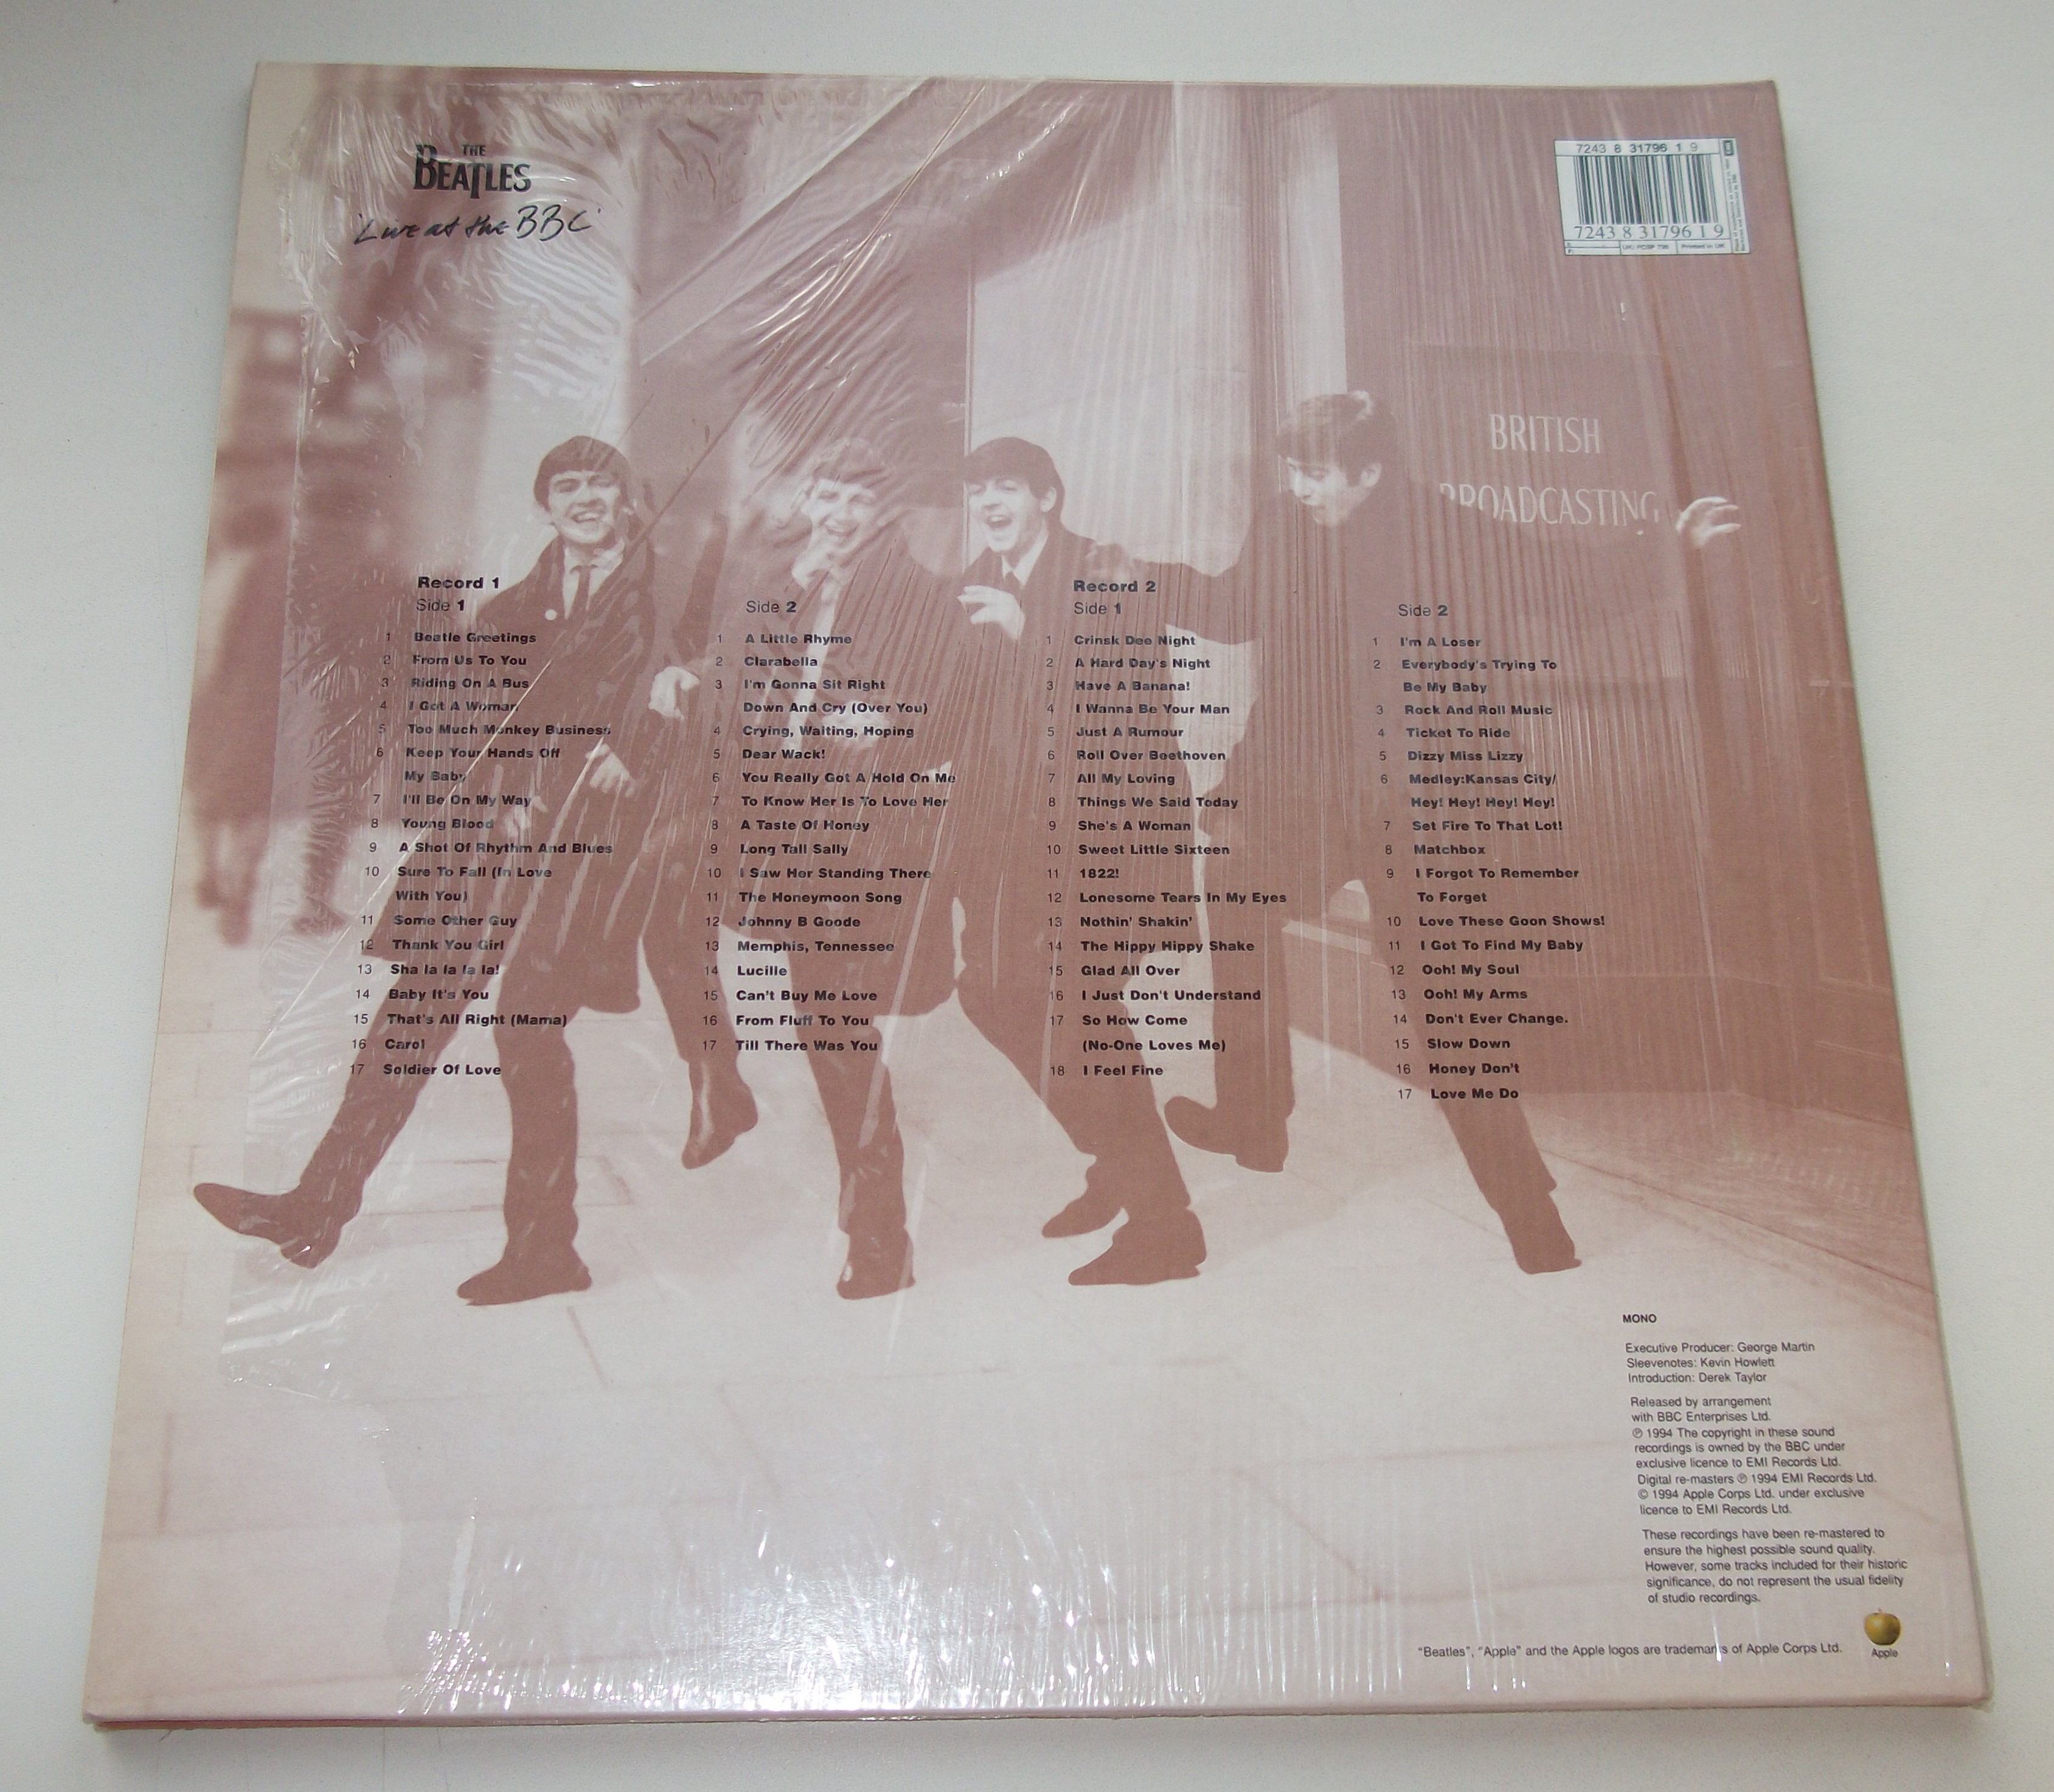 THE
BEATLES
'Live at the BBC'
7243 8 31796 1 9
7243 8 31796 1 9
UK: PCSP 726
Printed in UK
BRITISH
BROADCASTING
Record 1
Side 1
1 Beatle Greetings
2 From Us To You
3 Riding On A Bus
4 I Got A Woman
5 Too Much Monkey Business
6 Keep Your Hands Off
My Baby
7 I'll Be On My Way
8 Young Blood
9 A Shot Of Rhythm And Blues
10 Sure To Fall (In Love
With You)
11 Some Other Guy
12 Thank You Girl
13 Sha la la la la!
14 Baby It's You
15 That's All Right (Mama)
16 Carol
17 Soldier Of Love
Side 2
1 A Little Rhyme
2 Clarabella
3 I'm Gonna Sit Right
Down And Cry (Over You)
4 Crying, Waiting, Hoping
5 Dear Wack!
6 You Really Got A Hold On Me
7 To Know Her Is To Love Her
8 A Taste Of Honey
9 Long Tall Sally
10 I Saw Her Standing There
11 The Honeymoon Song
12 Johnny B Goode
13 Memphis, Tennessee
14 Lucille
15 Can't Buy Me Love
16 From Fluff To You
17 Till There Was You
Record 2
Side 1
1 Crinsk Dee Night
2 A Hard Day's Night
3 Have A Banana!
4 I Wanna Be Your Man
5 Just A Rumour
6 Roll Over Beethoven
7 All My Loving
8 Things We Said Today
9 She's A Woman
10 Sweet Little Sixteen
11 1822!
12 Lonesome Tears In My Eyes
13 Nothin' Shakin'
14 The Hippy Hippy Shake
15 Glad All Over
16 I Just Don't Understand
17 So How Come
(No-One Loves Me)
18 I Feel Fine
Side 2
1 I'm A Loser
2 Everybody's Trying To
Be My Baby
3 Rock And Roll Music
4 Ticket To Ride
5 Dizzy Miss Lizzy
6 Medley:Kansas City/
Hey! Hey! Hey! Hey!
7 Set Fire To That Lot!
8 Matchbox
9 I Forgot To Remember
To Forget
10 Love These Goon Shows!
11 I Got To Find My Baby
12 Ooh! My Soul
13 Ooh! My Arms
14 Don't Ever Change.
15 Slow Down
16 Honey Don't
17 Love Me Do
MONO
Executive Producer: George Martin
Sleevenotes: Kevin Howlett
Introduction: Derek Taylor
Released by arrangement
with BBC Enterprises Ltd.
℗ 1994 The copyright in these sound
recordings is owned by the BBC under
exclusive licence to EMI Records Ltd.
Digital re-masters ℗ 1994 EMI Records Ltd.
© 1994 Apple Corps Ltd. under exclusive
licence to EMI Records Ltd.
These recordings have been re-mastered to
ensure the highest possible sound quality.
However, some tracks included for their historic
significance, do not represent the usual fidelity
of studio recordings.
"Beatles", "Apple" and the Apple logos are trademarks of Apple Corps Ltd.
Apple